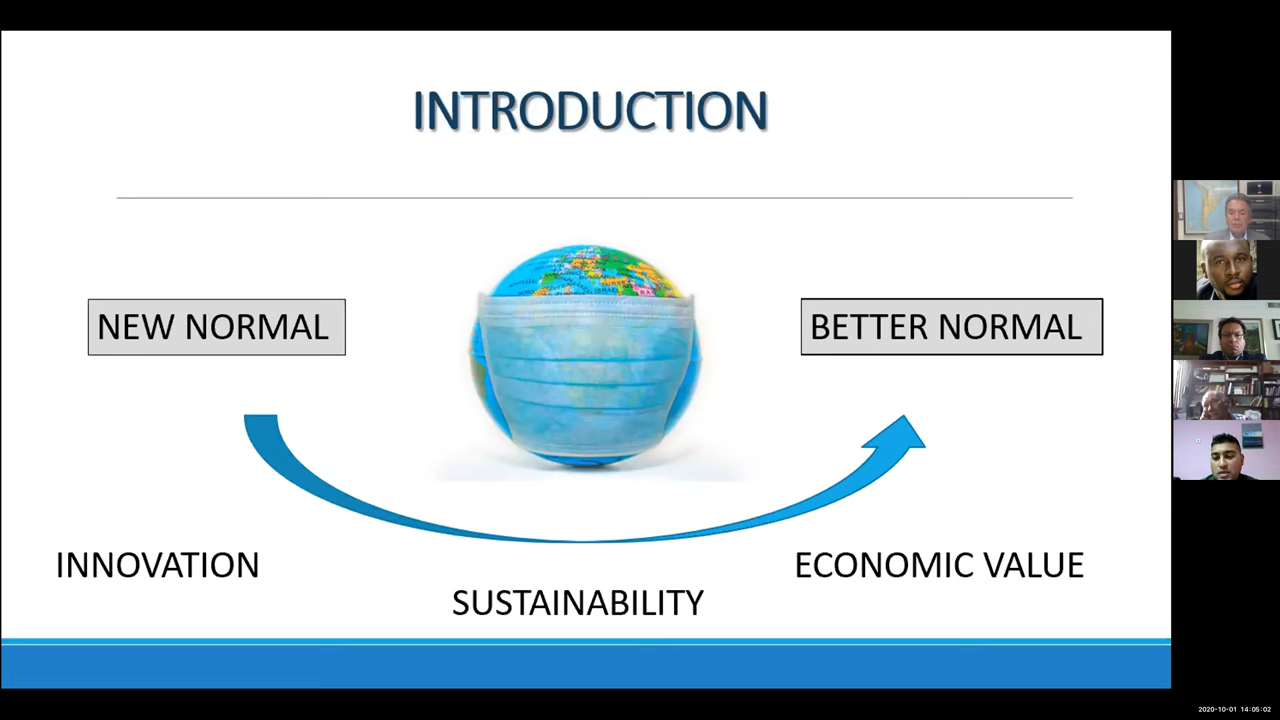 INTRODUCTION
NEW NORMAL
BETTER NORMAL
INNOVATION
SUSTAINABILITY
ECONOMIC VALUE
2020-10-01 14:05:02